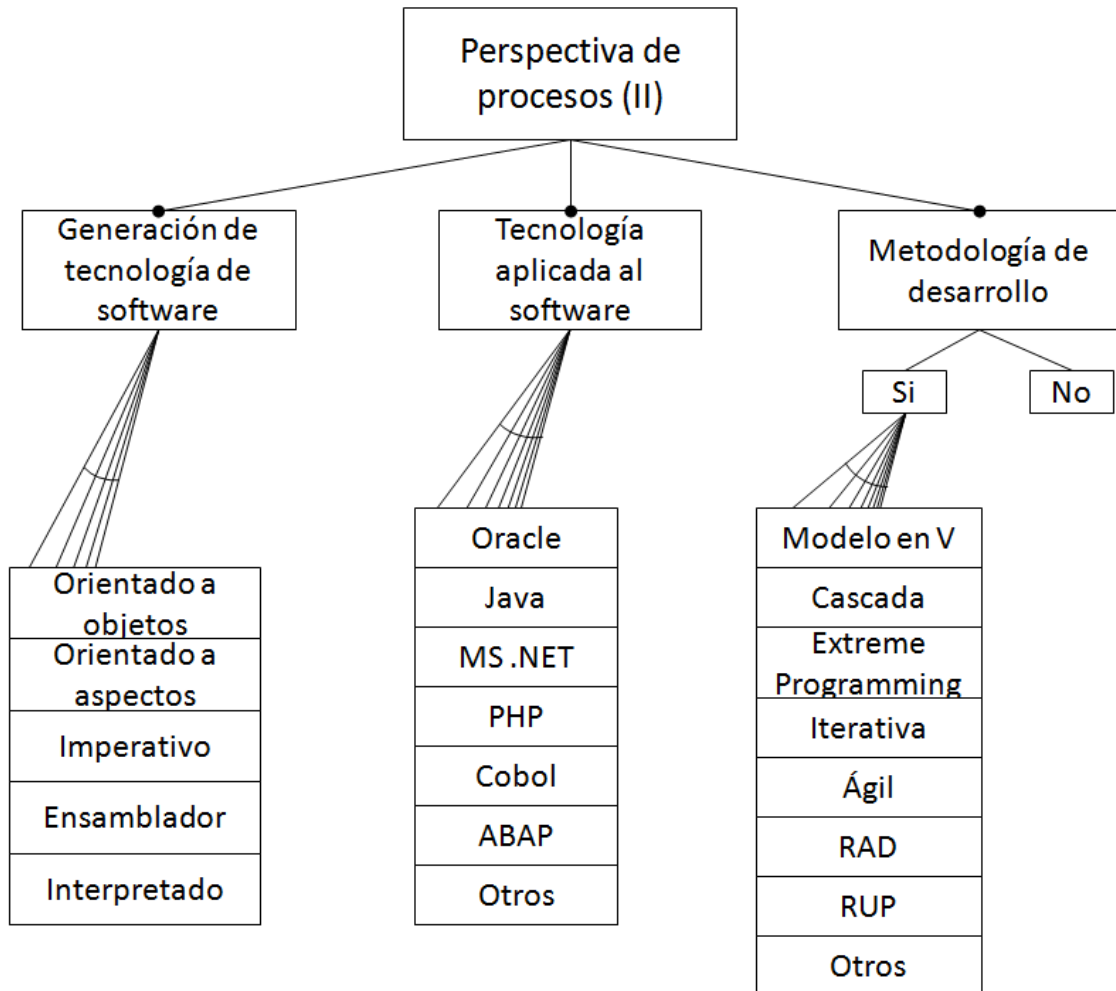 Perspectiva de
procesos (II)
Generación de
tecnología de
software
Tecnología
aplicada al
software
Metodología de
desarrollo
Si
No
Orientado a
objetos
Orientado a
aspectos
Imperativo
Ensamblador
Interpretado
Oracle
Java
MS .NET
PHP
Cobol
ABAP
Otros
Modelo en V
Cascada
Extreme
Programming
Iterativa
Ágil
RAD
RUP
Otros